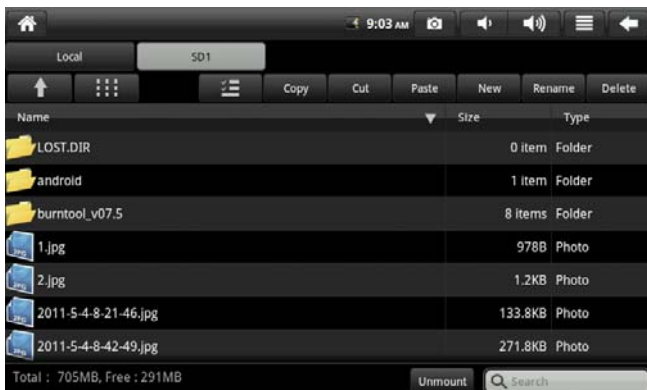 9:03 AM
Local SD1
Copy Cut Paste New Rename Delete
Name Size Type
LOST.DIR 0 item Folder
android 1 item Folder
burntool_v07.5 8 items Folder
1.jpg 978B Photo
2.jpg 1.2KB Photo
2011-5-4-8-21-46.jpg 133.8KB Photo
2011-5-4-8-42-49.jpg 271.8KB Photo
Total : 705MB, Free : 291MB Unmount Search